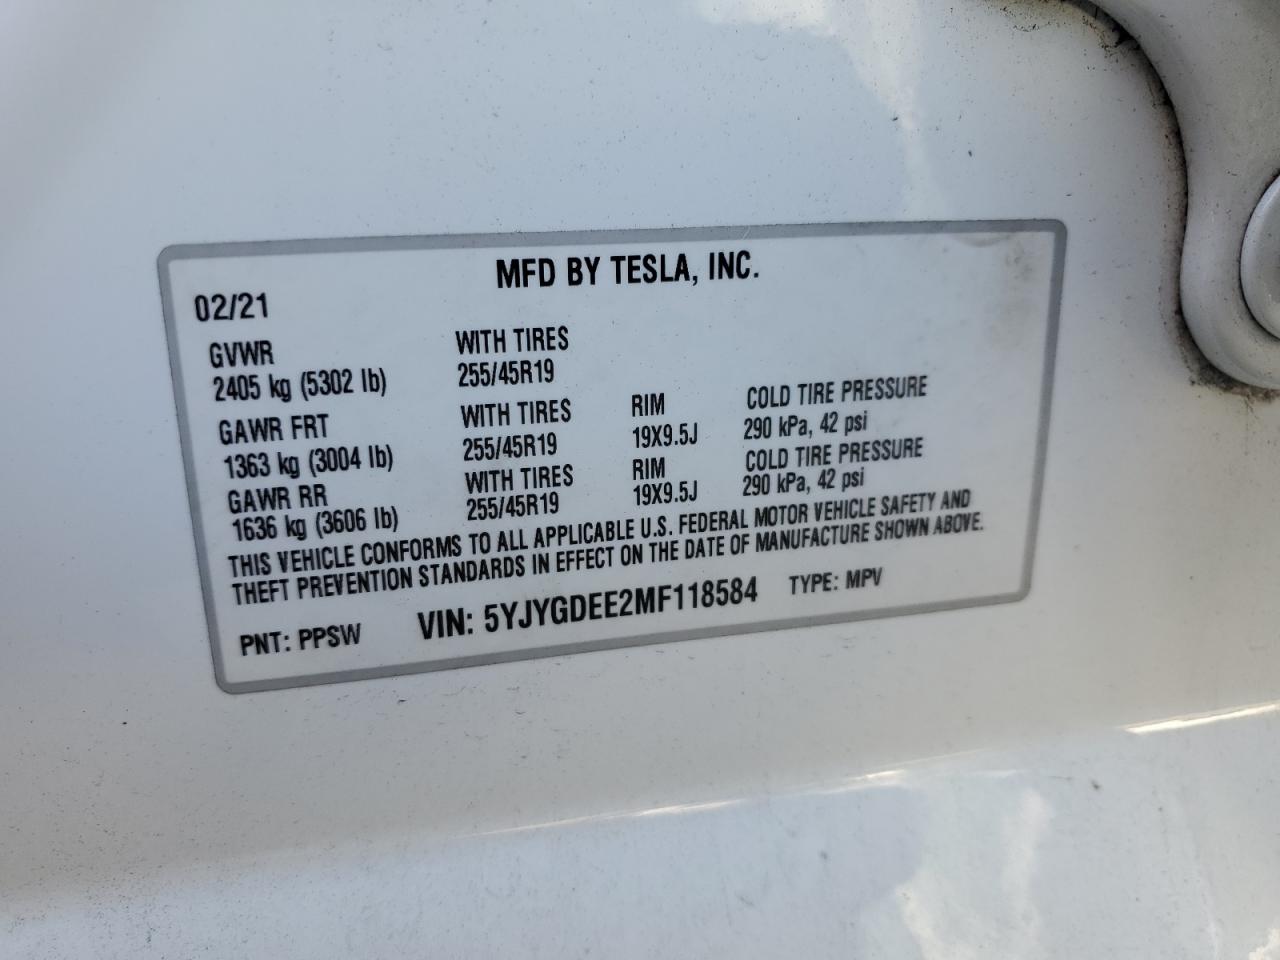 MFD BY TESLA, INC.
02/21
GVWR WITH TIRES
2405 kg (5302 lb) 255/45R19
GAWR FRT WITH TIRES RIM COLD TIRE PRESSURE
1363 kg (3004 lb) 255/45R19 19X9.5J 290 kPa, 42 psi
GAWR RR WITH TIRES RIM COLD TIRE PRESSURE
1636 kg (3606 lb) 255/45R19 19X9.5J 290 kPa, 42 psi
THIS VEHICLE CONFORMS TO ALL APPLICABLE U.S. FEDERAL MOTOR VEHICLE SAFETY AND
THEFT PREVENTION STANDARDS IN EFFECT ON THE DATE OF MANUFACTURE SHOWN ABOVE.
PNT: PPSW VIN: 5YJYGDEE2MF118584 TYPE: MPV